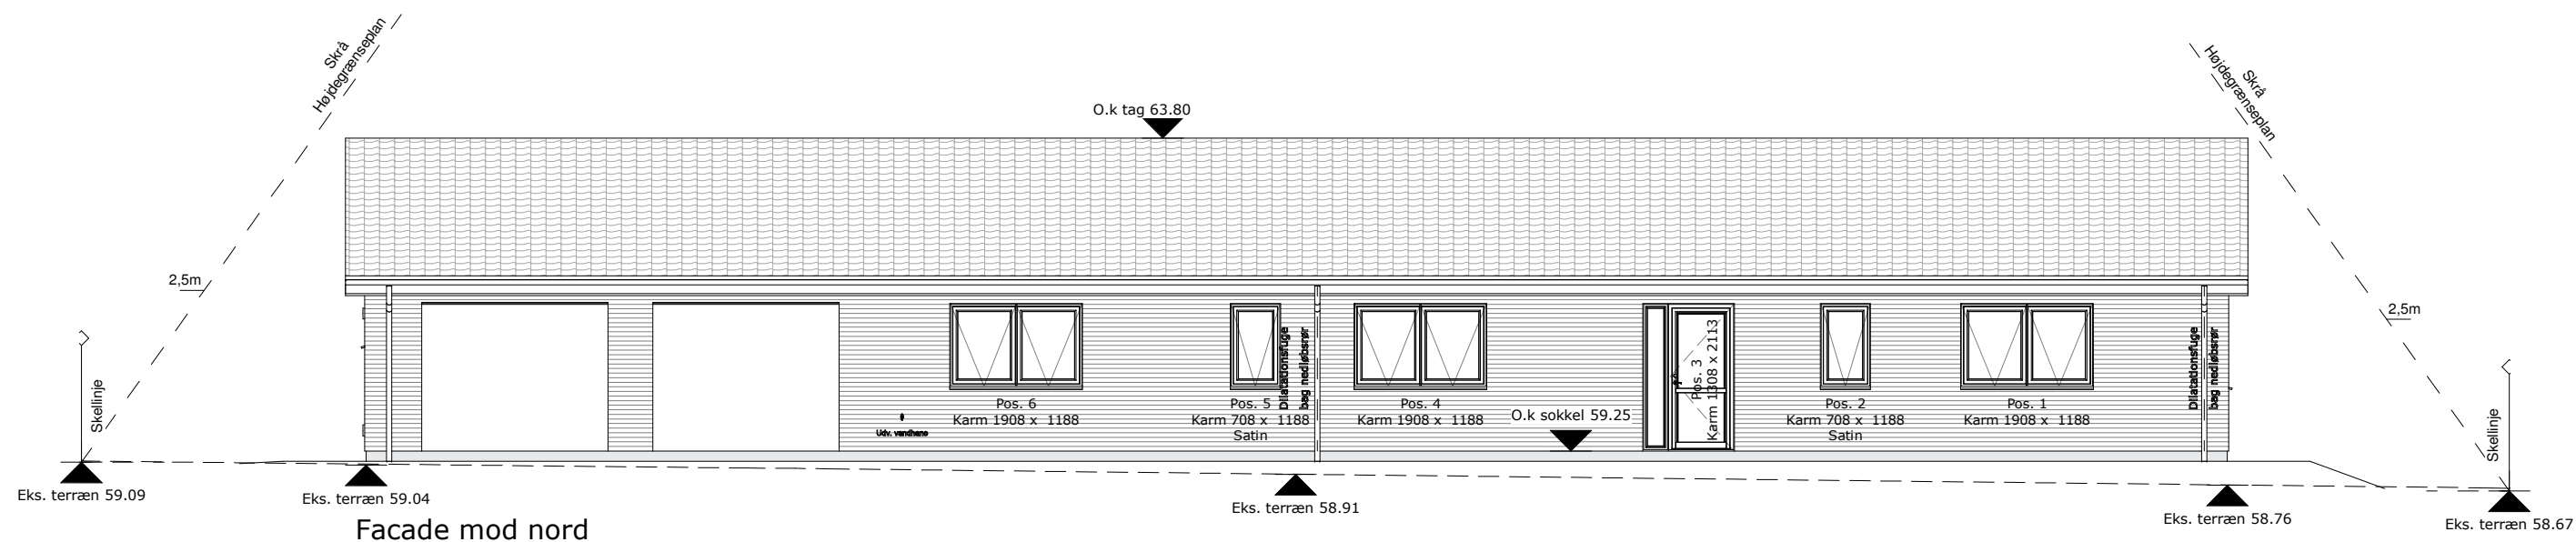 Skrå
Højdegrænseplan
Skrå
Højdegrænseplan
O.k tag 63.80
2,5m
2,5m
Skellinje
Udv. vandhane
Pos. 6
Karm 1908 x 1188
Pos. 5
Karm 708 x 1188
Satin
Dilatationsfuge
bag nedløbsrør
Pos. 4
Karm 1908 x 1188
O.k sokkel 59.25
Pos. 3
Karm 1308 x 2113
Pos. 2
Karm 708 x 1188
Satin
Pos. 1
Karm 1908 x 1188
Dilatationsfuge
bag nedløbsrør
Skellinje
Eks. terræn 59.09
Eks. terræn 59.04
Eks. terræn 58.91
Eks. terræn 58.76
Eks. terræn 58.67
Facade mod nord